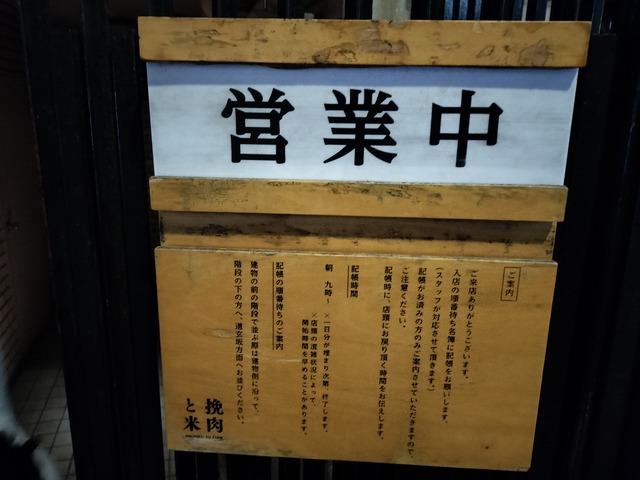 営業中
ご案内
ご来店ありがとうございます。
入店の順番待ち名簿に記帳をお願いします。
(スタッフが対応させて頂きます。)
記帳がお済みの方のみご案内させていただきますので、
ご注意ください。
記帳時に、店頭にお戻り頂く時間をお伝えします。
記帳時間
朝 九時〜 ×一日分が埋まり次第、終了します。
×店頭の混雑状況によって、
開始時間を早めることがあります。
記帳の順番待ちのご案内
建物の前の階段で並ぶ際は建物側に沿って、
階段の下の方へ、道玄坂方面へお並びください。
挽肉
と米